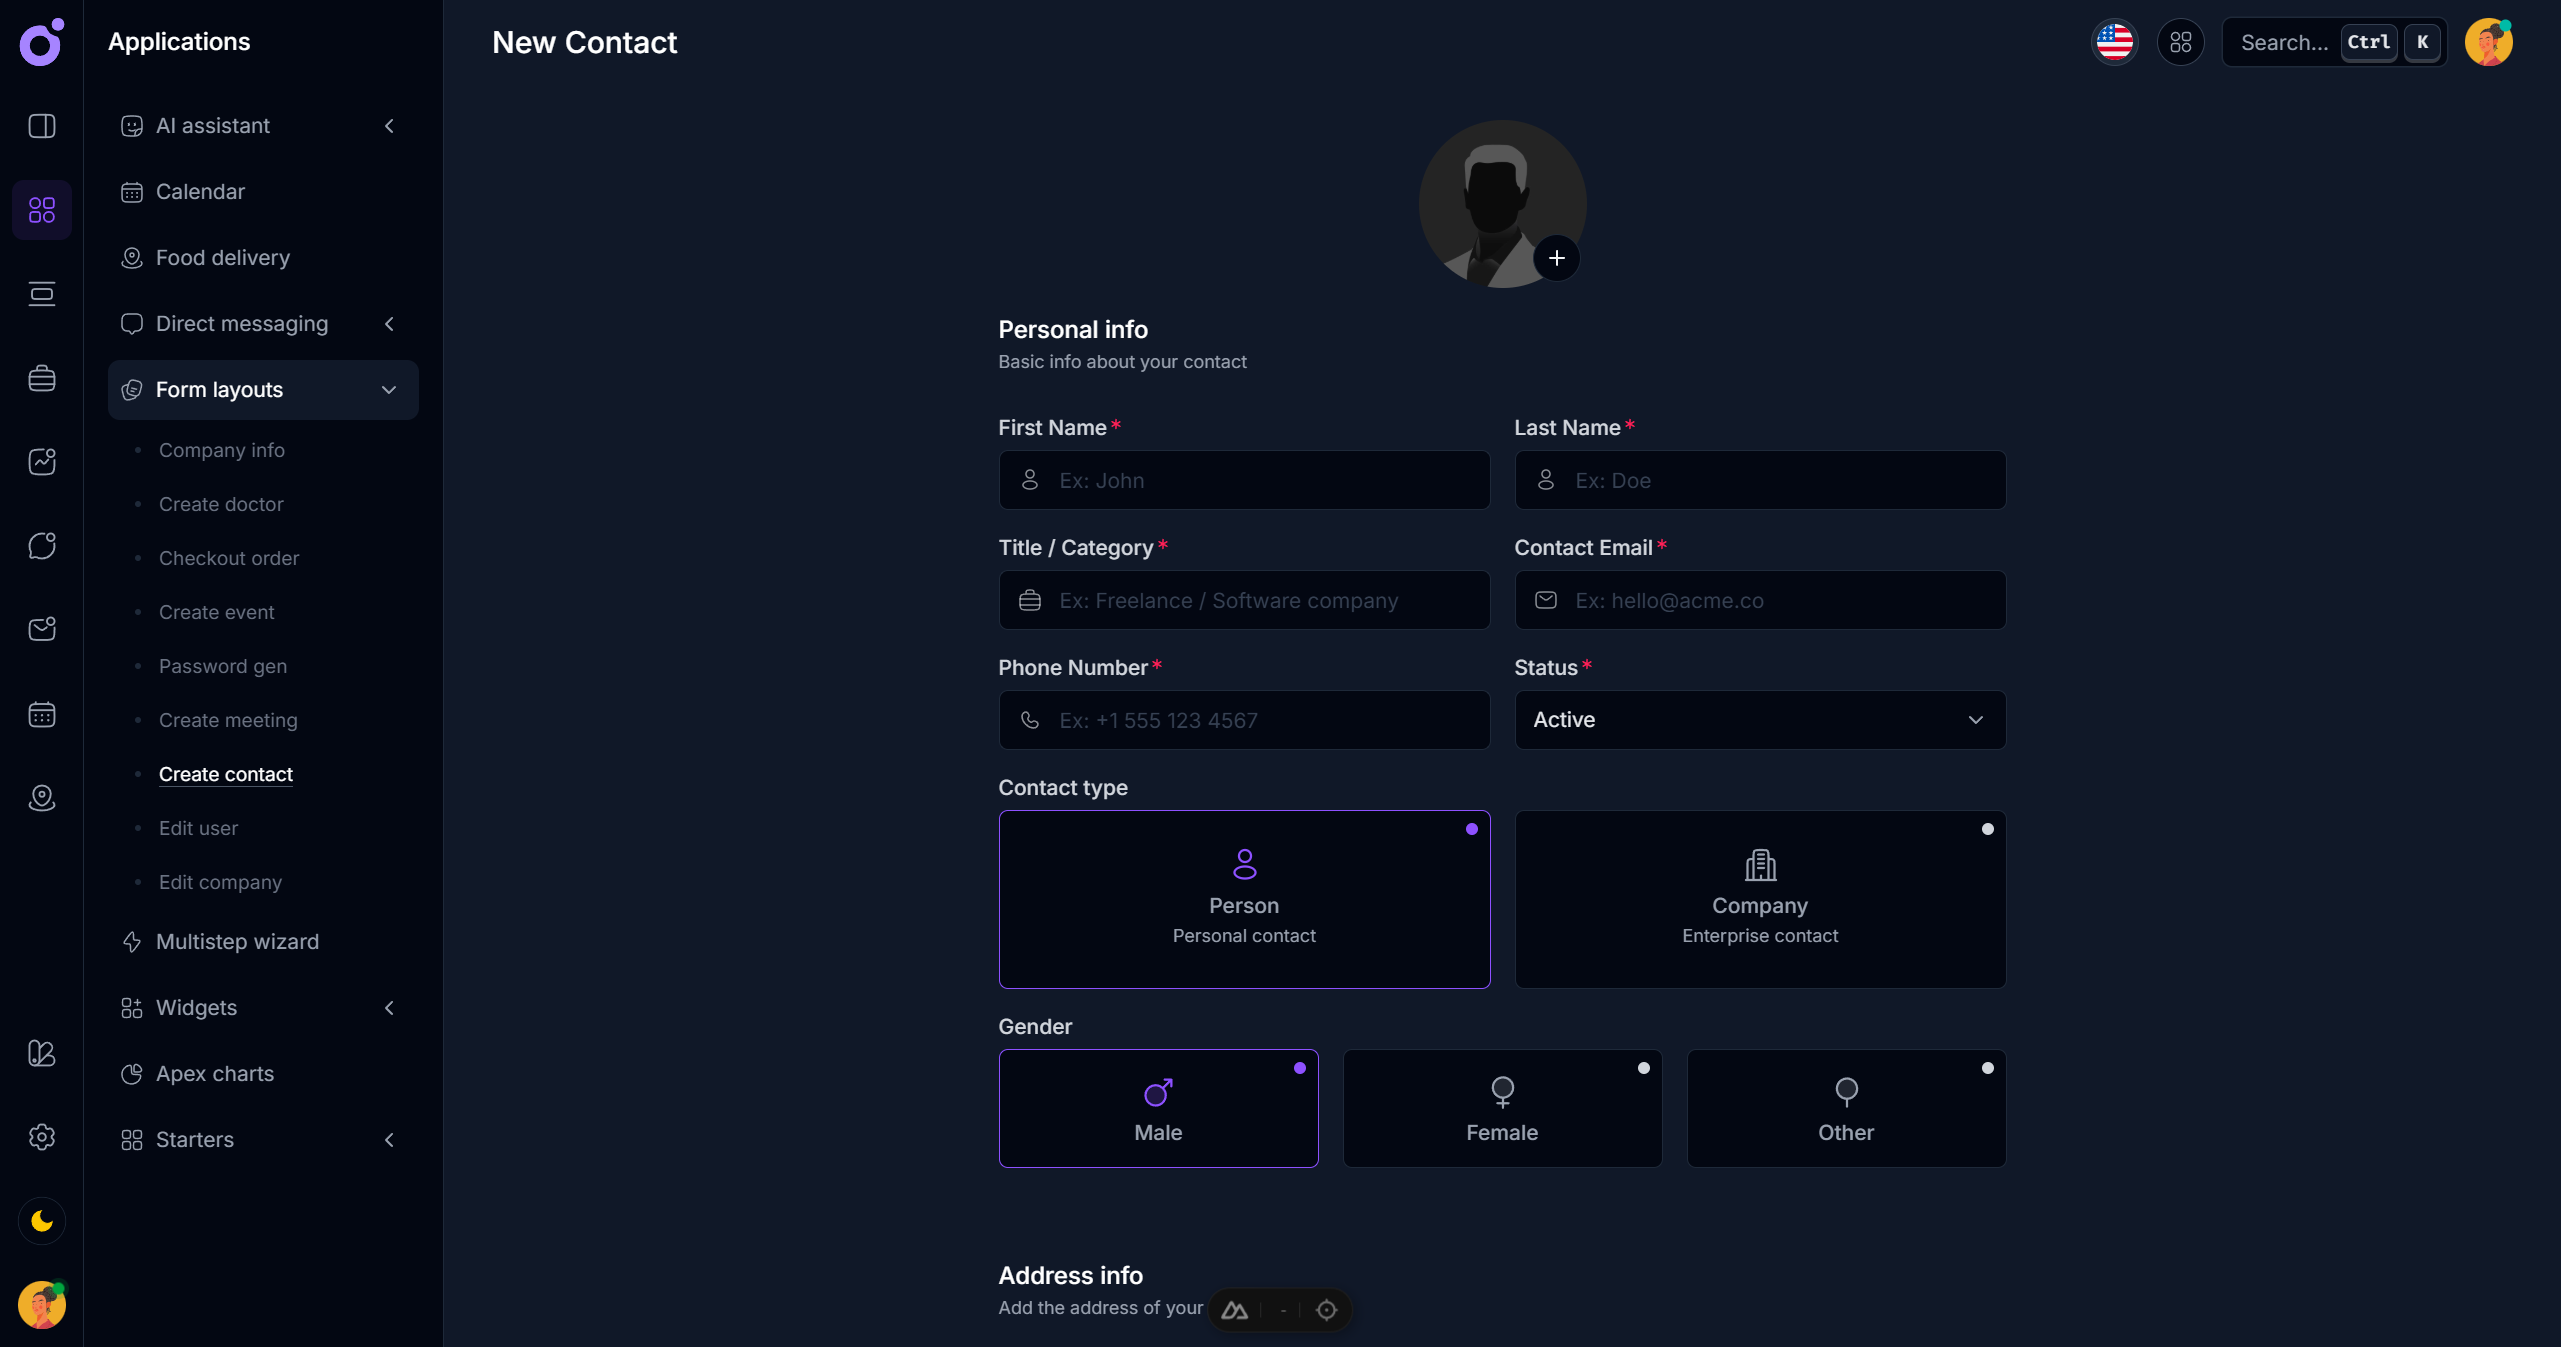 Applications
AI assistant
Calendar
Food delivery
Direct messaging
Form layouts
Company info
Create doctor
Checkout order
Create event
Password gen
Create meeting
Create contact
Edit user
Edit company
Multistep wizard
Widgets
Apex charts
Starters
New Contact
Search... Ctrl K
Personal info
Basic info about your contact
First Name* Last Name*
Ex: John Ex: Doe
Title / Category* Contact Email*
Ex: Freelance / Software company Ex: hello@acme.co
Phone Number* Status*
Ex: +1 555 123 4567 Active
Contact type
Person Company
Personal contact Enterprise contact
Gender
Male Female Other
Address info
Add the address of your
-